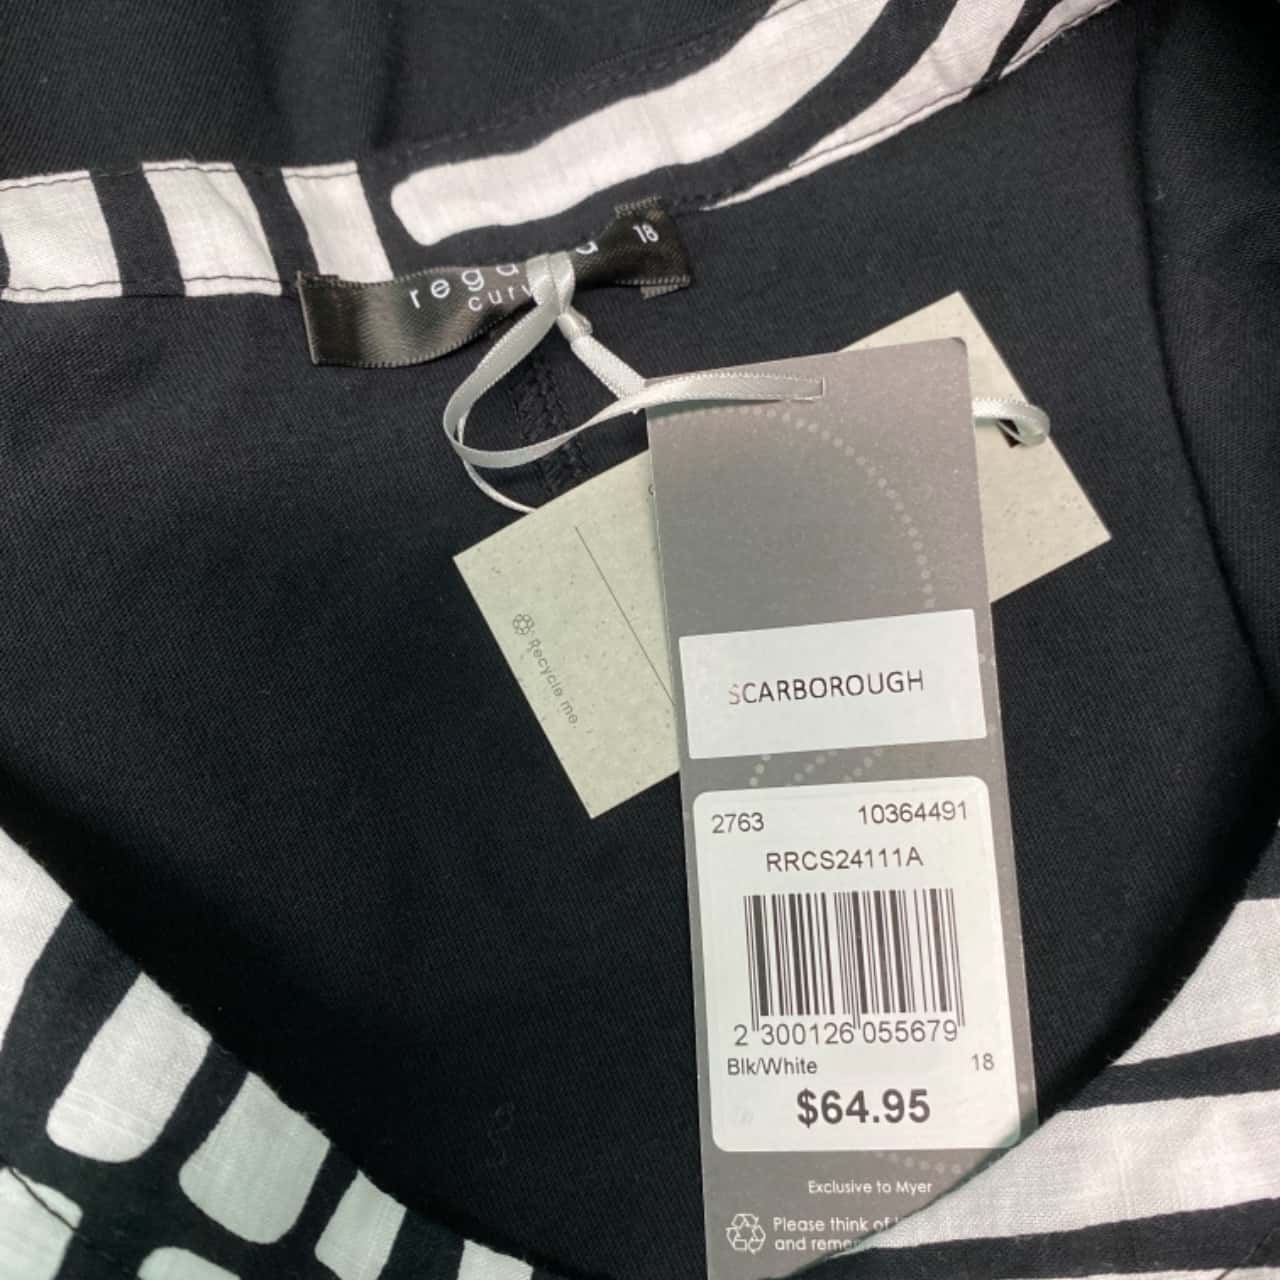 18
curv
Recycle me.
SCARBOROUGH
2763 10364491
RRCS24111A
2 300126 055679
Blk/White 18
$64.95
Exclusive to Myer
Please think of
and